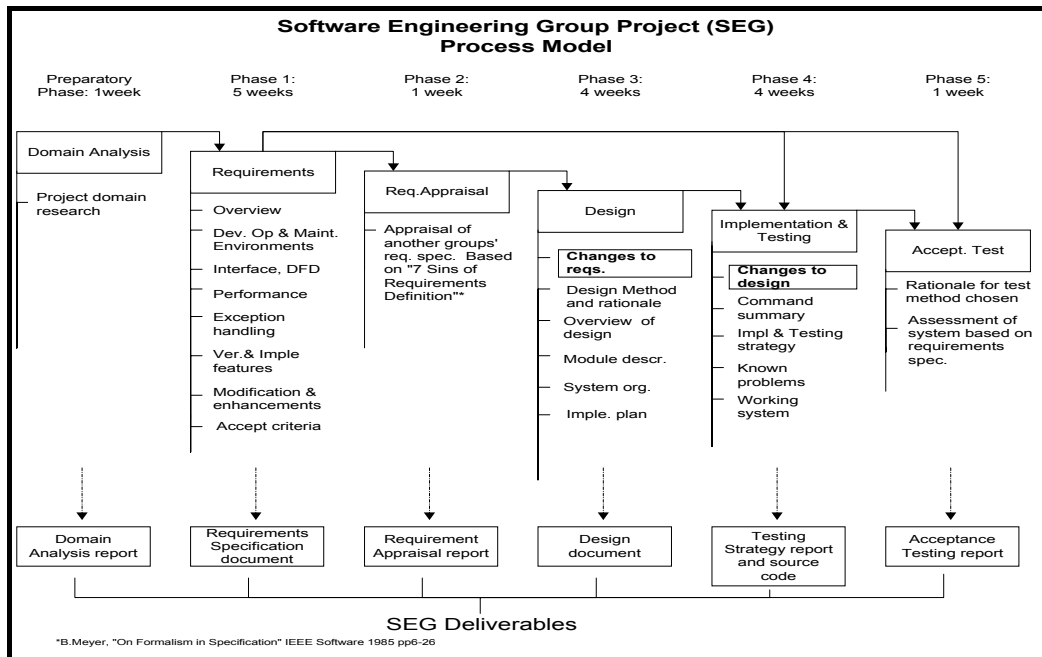 Software Engineering Group Project (SEG)
Process Model
Preparatory
Phase: 1week
Phase 1:
5 weeks
Phase 2:
1 week
Phase 3:
4 weeks
Phase 4:
4 weeks
Phase 5:
1 week
Domain Analysis
Project domain
research
Requirements
Overview
Dev. Op & Maint.
Environments
Interface, DFD
Performance
Exception
handling
Ver.& Imple
features
Modification &
enhancements
Accept criteria
Req.Appraisal
Appraisal of
another groups'
req. spec. Based
on "7 Sins of
Requirements
Definition"*
Design
Changes to
reqs.
Design Method
and rationale
Overview of
design
Module descr.
System org.
Imple. plan
Implementation &
Testing
Changes to
design
Command
summary
Impl & Testing
strategy
Known
problems
Working
system
Accept. Test
Rationale for test
method chosen
Assessment of
system based on
requirements
spec.
Domain
Analysis report
Requirements
Specification
document
Requirement
Appraisal report
Design
document
Testing
Strategy report
and source
code
Acceptance
Testing report
SEG Deliverables
*B.Meyer, "On Formalism in Specification" IEEE Software 1985 pp6-26